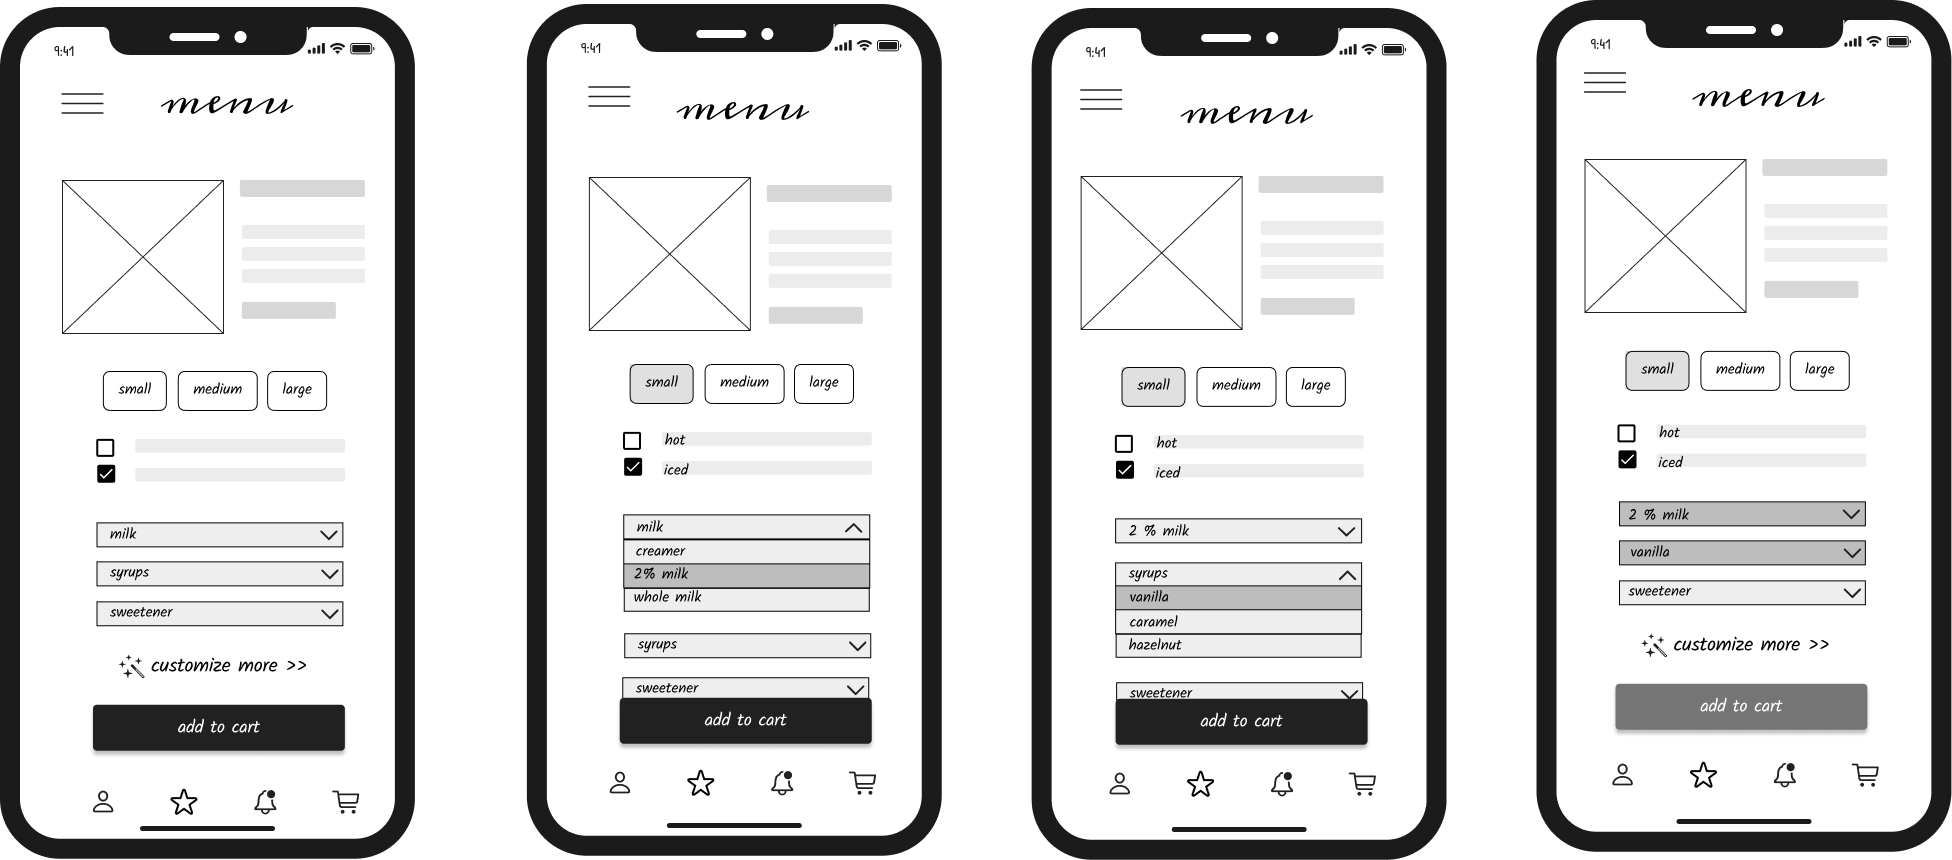 9:41
menu
small medium large
milk
syrups
sweetener
customize more >>
add to cart
9:41
menu
small medium large
hot
iced
milk
creamer
2% milk
whole milk
syrups
sweetener
add to cart
9:41
menu
small medium large
hot
iced
2 % milk
syrups
vanilla
caramel
hazelnut
sweetener
add to cart
9:41
menu
small medium large
hot
iced
2 % milk
vanilla
sweetener
customize more >>
add to cart